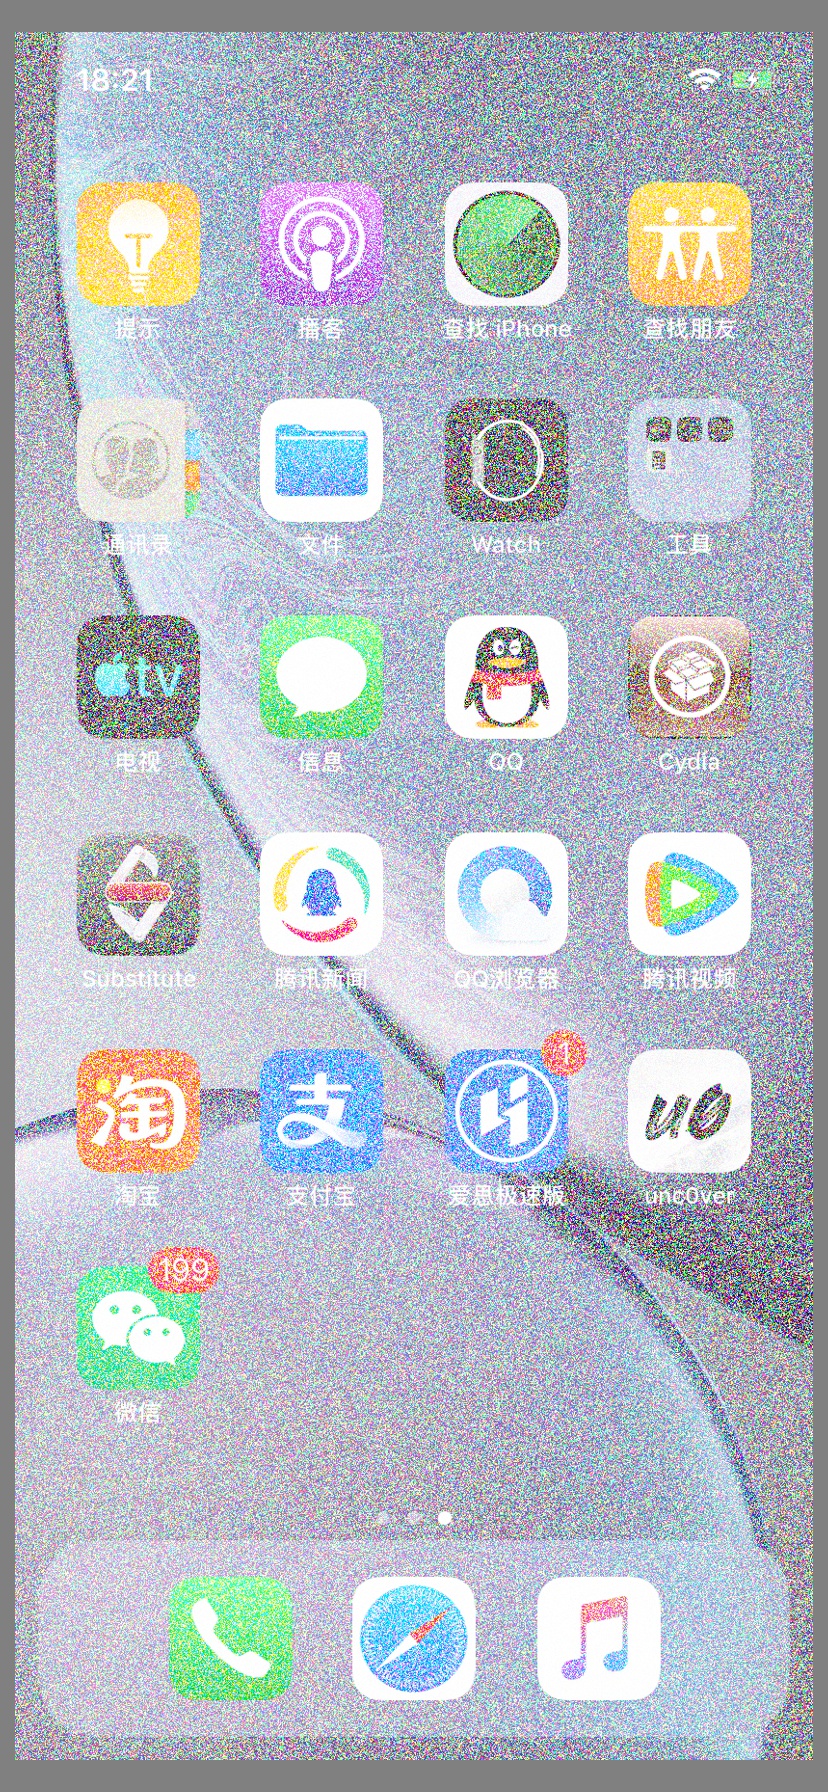 18:21
提示 播客 查找 iPhone 查找朋友
通讯录 文件 Watch 工具
tv
电视 信息 QQ Cydia
Substitute 腾讯新闻 QQ浏览器 腾讯视频
1
淘 支 u0
淘宝 支付宝 爱思极速版 unc0ver
199
微信